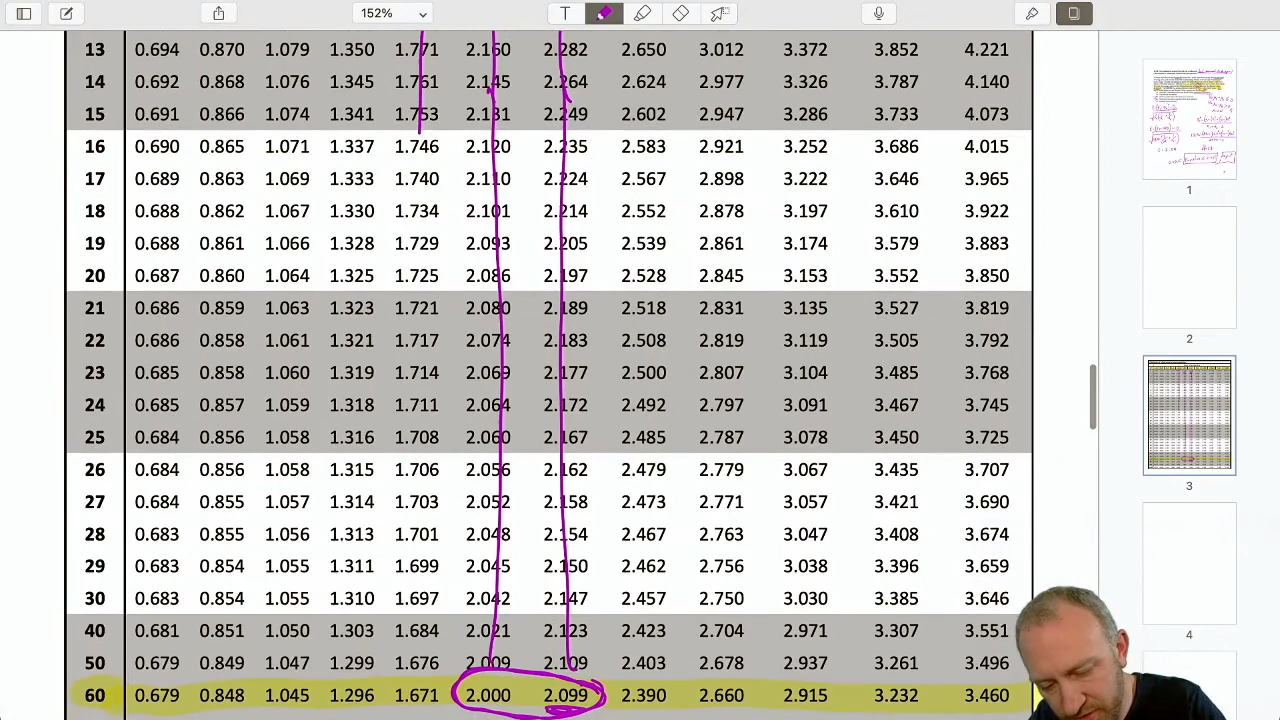 152%
T
13 0.694 0.870 1.079 1.350 1.771 2.160 2.282 2.650 3.012 3.372 3.852 4.221
14 0.692 0.868 1.076 1.345 1.761 2.145 2.264 2.624 2.977 3.326 3.787 4.140
15 0.691 0.866 1.074 1.341 1.753 2.131 2.249 2.602 2.947 3.286 3.733 4.073
16 0.690 0.865 1.071 1.337 1.746 2.120 2.235 2.583 2.921 3.252 3.686 4.015
17 0.689 0.863 1.069 1.333 1.740 2.110 2.224 2.567 2.898 3.222 3.646 3.965
18 0.688 0.862 1.067 1.330 1.734 2.101 2.214 2.552 2.878 3.197 3.610 3.922
19 0.688 0.861 1.066 1.328 1.729 2.093 2.205 2.539 2.861 3.174 3.579 3.883
20 0.687 0.860 1.064 1.325 1.725 2.086 2.197 2.528 2.845 3.153 3.552 3.850
21 0.686 0.859 1.063 1.323 1.721 2.080 2.189 2.518 2.831 3.135 3.527 3.819
22 0.686 0.858 1.061 1.321 1.717 2.074 2.183 2.508 2.819 3.119 3.505 3.792
23 0.685 0.858 1.060 1.319 1.714 2.069 2.177 2.500 2.807 3.104 3.485 3.768
24 0.685 0.857 1.059 1.318 1.711 2.064 2.172 2.492 2.797 3.091 3.467 3.745
25 0.684 0.856 1.058 1.316 1.708 2.060 2.167 2.485 2.787 3.078 3.450 3.725
26 0.684 0.856 1.058 1.315 1.706 2.056 2.162 2.479 2.779 3.067 3.435 3.707
27 0.684 0.855 1.057 1.314 1.703 2.052 2.158 2.473 2.771 3.057 3.421 3.690
28 0.683 0.855 1.056 1.313 1.701 2.048 2.154 2.467 2.763 3.047 3.408 3.674
29 0.683 0.854 1.055 1.311 1.699 2.045 2.150 2.462 2.756 3.038 3.396 3.659
30 0.683 0.854 1.055 1.310 1.697 2.042 2.147 2.457 2.750 3.030 3.385 3.646
40 0.681 0.851 1.050 1.303 1.684 2.021 2.123 2.423 2.704 2.971 3.307 3.551
50 0.679 0.849 1.047 1.299 1.676 2.009 2.109 2.403 2.678 2.937 3.261 3.496
60 0.679 0.848 1.045 1.296 1.671 2.000 2.099 2.390 2.660 2.915 3.232 3.460
1
2
3
4